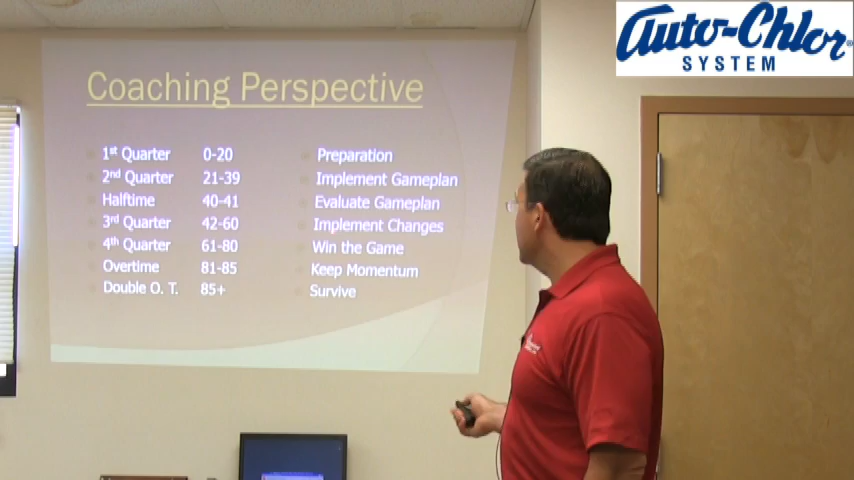 Auto-Chlor®
SYSTEM
Coaching Perspective
1st Quarter 0-20 Preparation
2nd Quarter 21-39 Implement Gameplan
Halftime 40-41 Evaluate Gameplan
3rd Quarter 42-60 Implement Changes
4th Quarter 61-80 Win the Game
Overtime 81-85 Keep Momentum
Double O. T. 85+ Survive